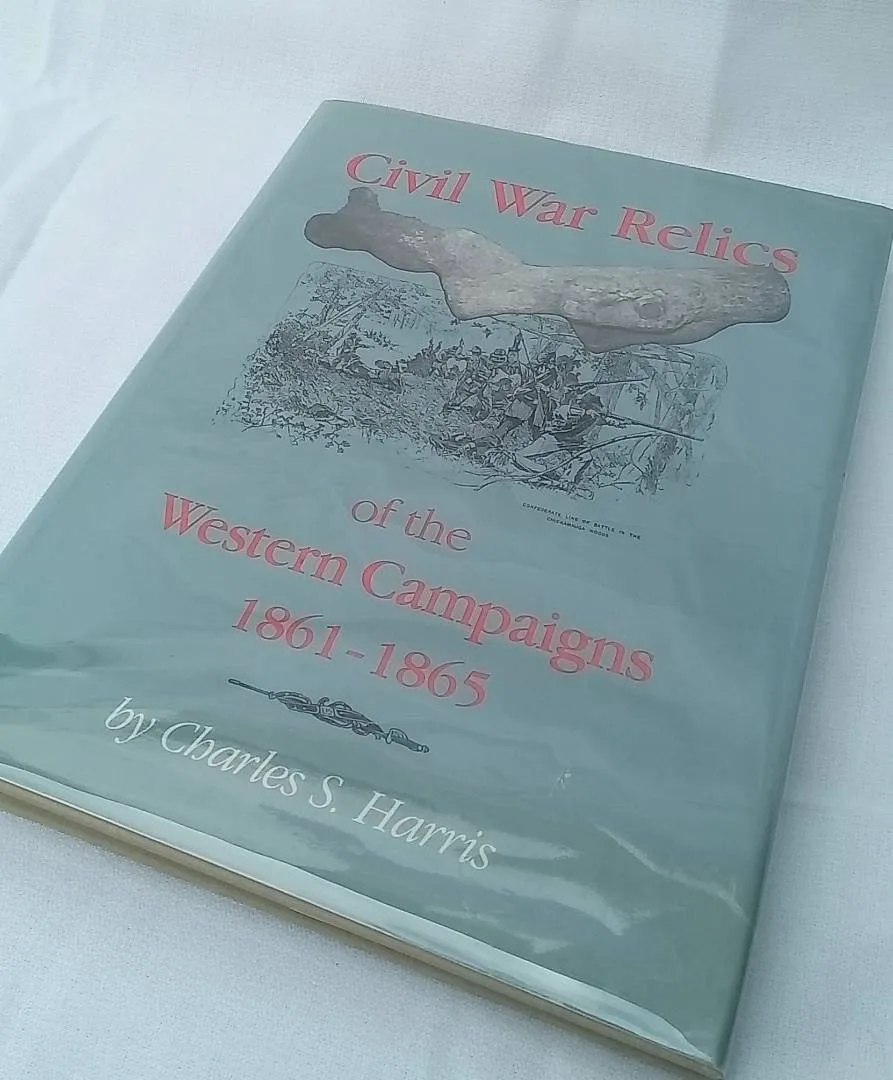 Civil War Relics
CONFEDERATE LINE OF BATTLE IN THE
CHICKAMAUGA WOODS
of the
Western Campaigns
1861-1865
by Charles S. Harris